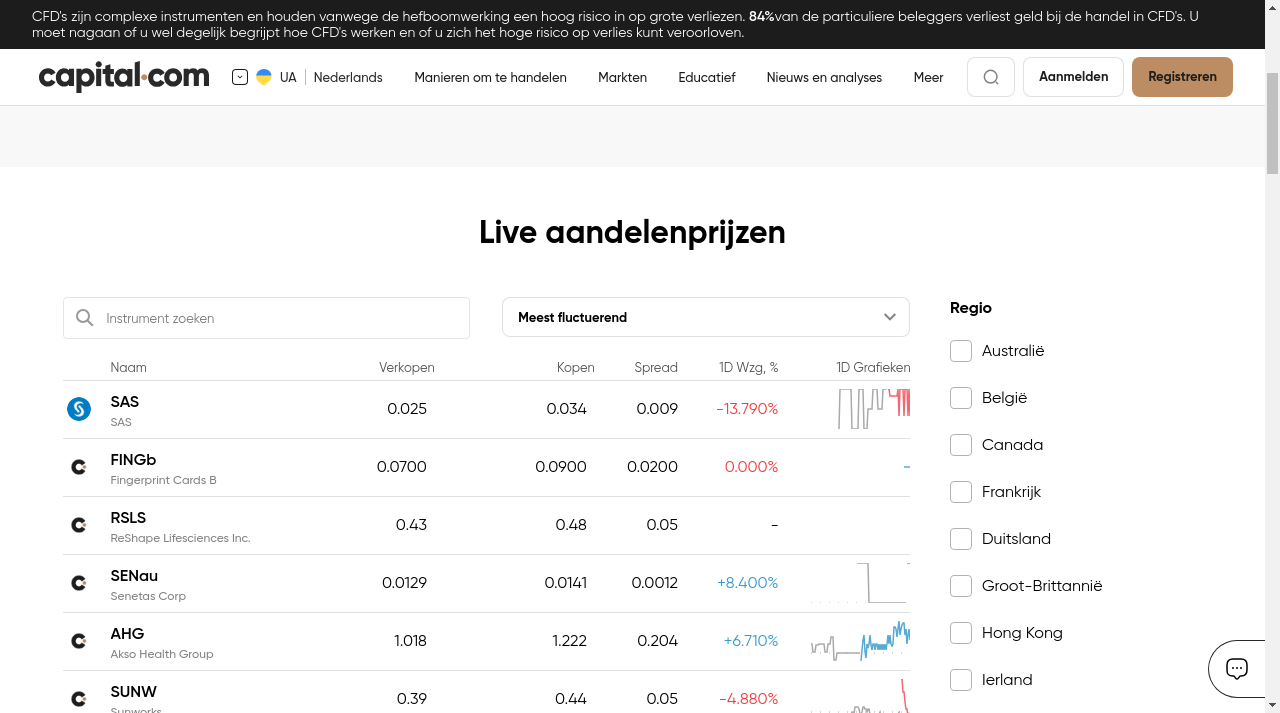 CFD's zijn complexe instrumenten en houden vanwege de hefboomwerking een hoog risico in op grote verliezen. 84%van de particuliere beleggers verliest geld bij de handel in CFD's. U
moet nagaan of u wel degelijk begrijpt hoe CFD's werken en of u zich het hoge risico op verlies kunt veroorloven.
capital.com UA Nederlands Manieren om te handelen Markten Educatief Nieuws en analyses Meer Aanmelden Registreren
Live aandelenprijzen
Instrument zoeken Meest fluctuerend Regio
Naam Verkopen Kopen Spread 1D Wzg, % 1D Grafieken
SAS 0.025 0.034 0.009 -13.790%
SAS
FINGb 0.0700 0.0900 0.0200 0.000% -
Fingerprint Cards B
RSLS 0.43 0.48 0.05 -
ReShape Lifesciences Inc.
SENau 0.0129 0.0141 0.0012 +8.400%
Senetas Corp
AHG 1.018 1.222 0.204 +6.710%
Akso Health Group
SUNW 0.39 0.44 0.05 -4.880%
Sunworks
Australië
België
Canada
Frankrijk
Duitsland
Groot-Brittannië
Hong Kong
Ierland